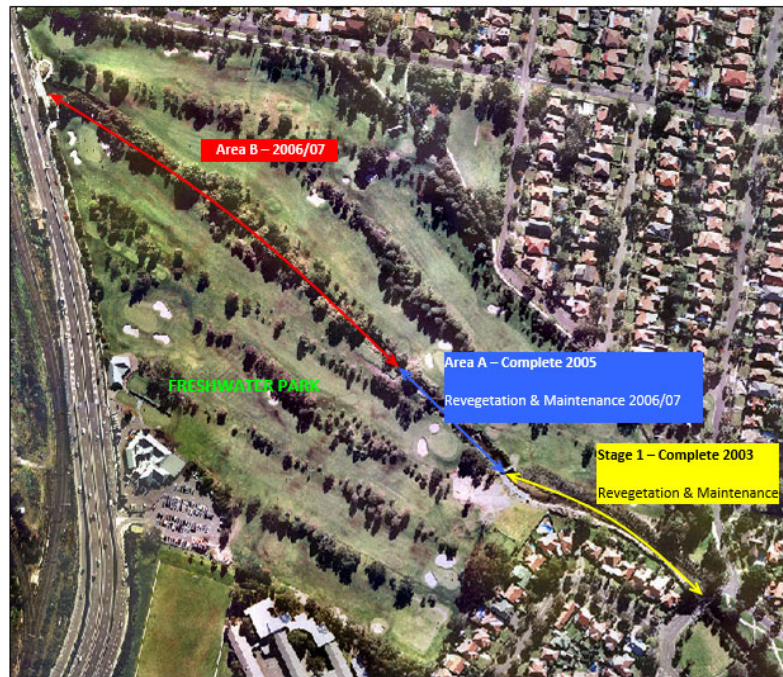 Area B – 2006/07
Area A – Complete 2005
Revegetation & Maintenance 2006/07
FRESHWATER PARK
Stage 1 – Complete 2003
Revegetation & Maintenance